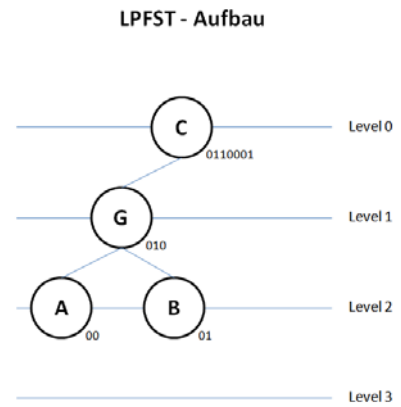 LPFST - Aufbau
C
Level 0
0110001
G
Level 1
010
A
B
Level 2
00
01
Level 3